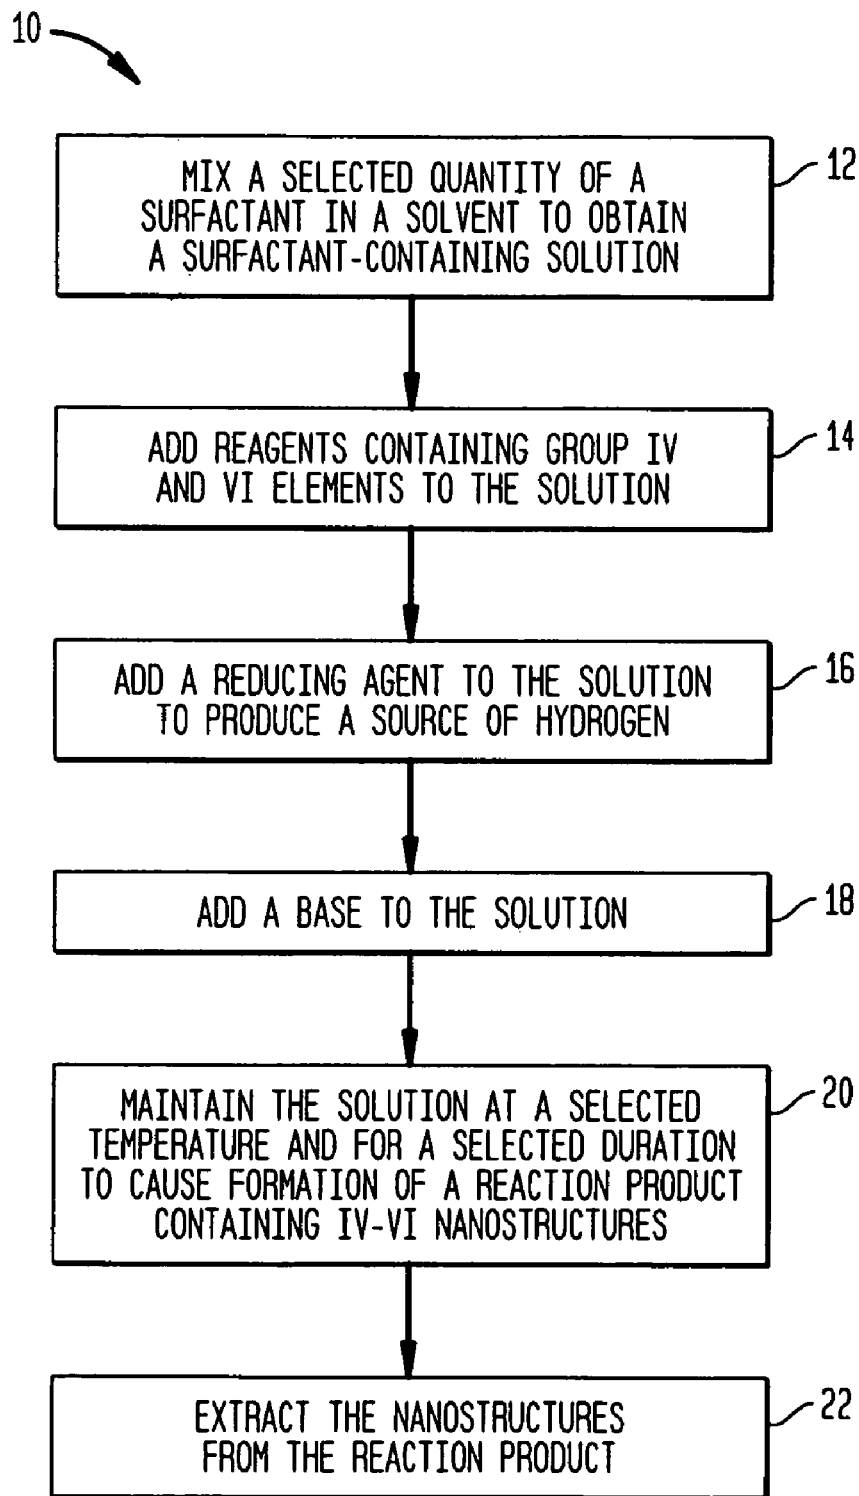 10
MIX A SELECTED QUANTITY OF A
SURFACTANT IN A SOLVENT TO OBTAIN
A SURFACTANT-CONTAINING SOLUTION
12
ADD REAGENTS CONTAINING GROUP IV
AND VI ELEMENTS TO THE SOLUTION
14
ADD A REDUCING AGENT TO THE SOLUTION
TO PRODUCE A SOURCE OF HYDROGEN
16
ADD A BASE TO THE SOLUTION
18
MAINTAIN THE SOLUTION AT A SELECTED
TEMPERATURE AND FOR A SELECTED DURATION
TO CAUSE FORMATION OF A REACTION PRODUCT
CONTAINING IV-VI NANOSTRUCTURES
20
EXTRACT THE NANOSTRUCTURES
FROM THE REACTION PRODUCT
22